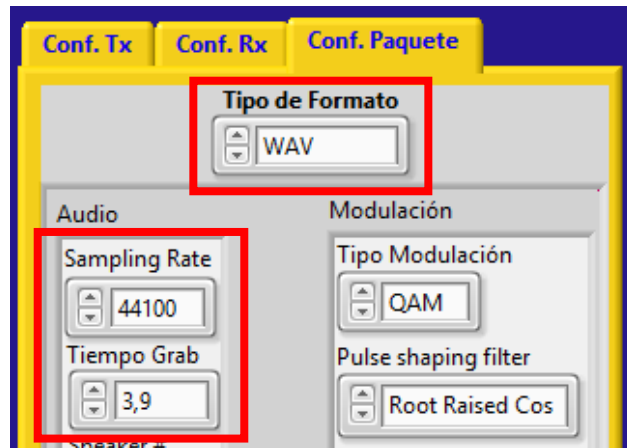 Conf. Tx Conf. Rx Conf. Paquete
Tipo de Formato
WAV
Audio
Sampling Rate
44100
Tiempo Grab
3,9
Speaker #
Modulación
Tipo Modulación
QAM
Pulse shaping filter
Root Raised Cos